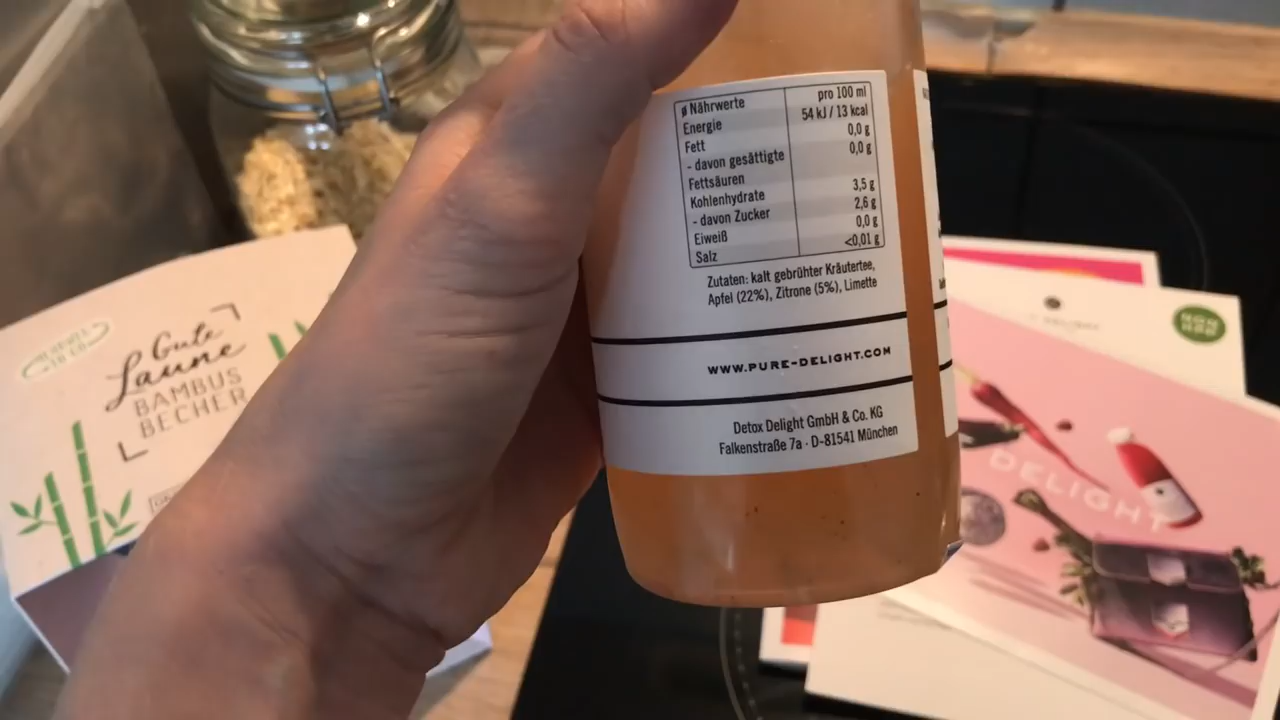 ø Nährwerte pro 100 ml
Energie 54 kJ / 13 kcal
Fett 0,0 g
- davon gesättigte 0,0 g
Fettsäuren
Kohlenhydrate 3,5 g
- davon Zucker 2,6 g
Eiweiß 0,0 g
Salz <0,01 g
Zutaten: kalt gebrühter Kräutertee,
Apfel (22%), Zitrone (5%), Limette
WWW.PURE-DELIGHT.COM
Detox Delight GmbH & Co. KG
Falkenstraße 7a · D-81541 München
Gute
Laune
BAMBUS
BECHER
DELIGHT